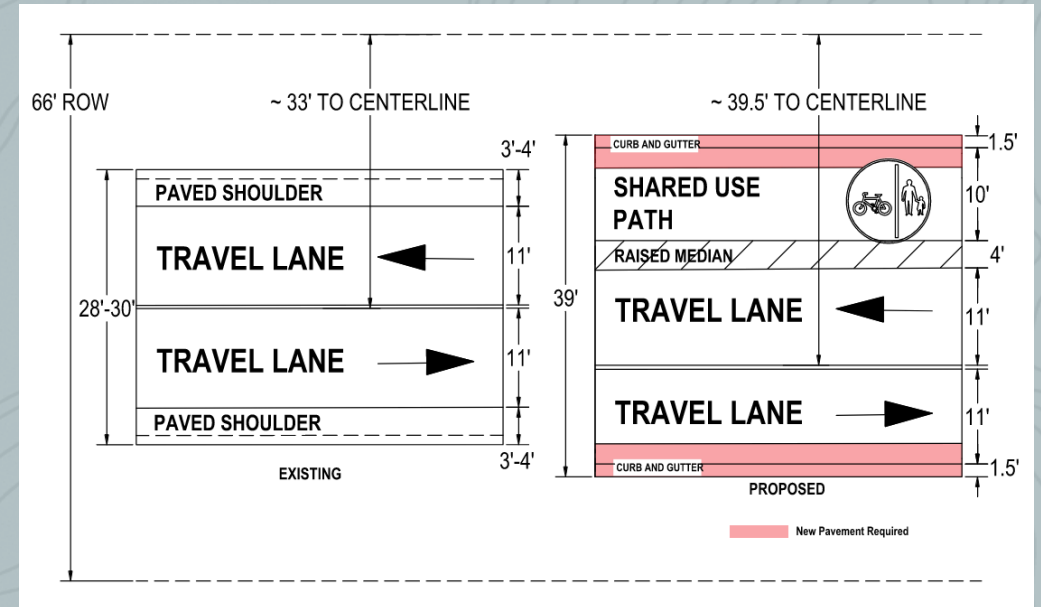 66' ROW
~ 33' TO CENTERLINE
3'-4'
PAVED SHOULDER
TRAVEL LANE
11'
28'-30'
TRAVEL LANE
11'
PAVED SHOULDER
3'-4'
EXISTING
~ 39.5' TO CENTERLINE
CURB AND GUTTER
1.5'
SHARED USE
PATH
10'
RAISED MEDIAN
4'
39'
TRAVEL LANE
11'
TRAVEL LANE
11'
CURB AND GUTTER
1.5'
PROPOSED
New Pavement Required